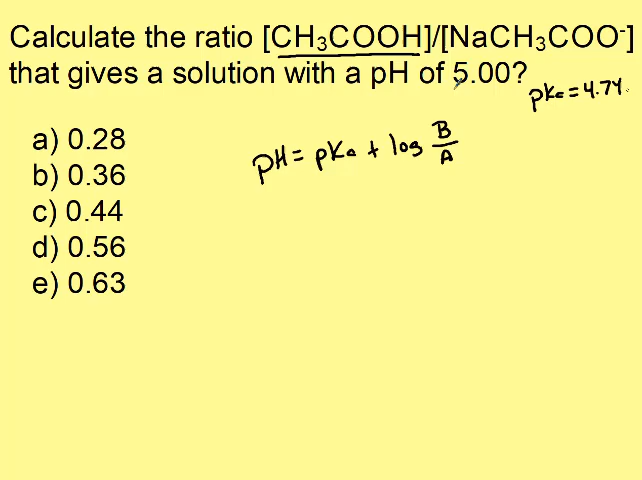 Calculate the ratio [CH₃COOH]/[NaCH₃COO⁻]
that gives a solution with a pH of 5.00?
pKa = 4.74.
pH = pKa + log B/A
a) 0.28
b) 0.36
c) 0.44
d) 0.56
e) 0.63